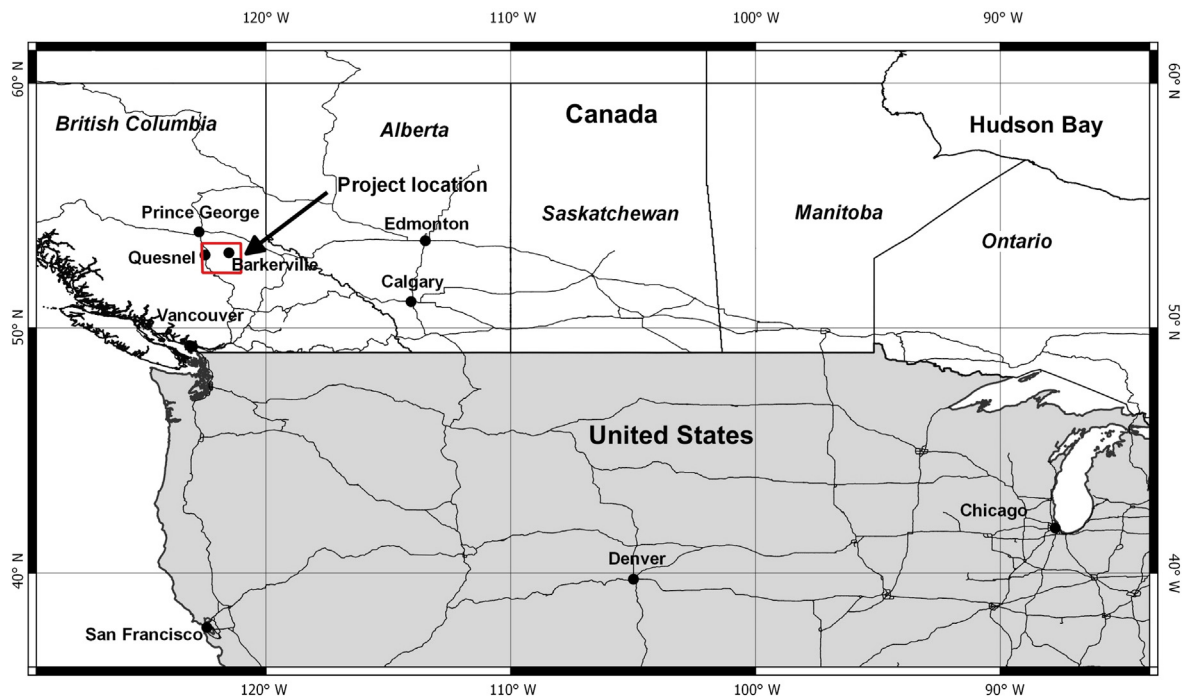 120° W
110° W
100° W
90° W
60° N
60° N
Canada
British Columbia
Alberta
Hudson Bay
Project location
Prince George
Edmonton
Saskatchewan
Manitoba
Ontario
Quesnel
Barkerville
Calgary
Vancouver
50° N
50° N
United States
Chicago
Denver
40° N
40° W
San Francisco
120° W
110° W
100° W
90° W